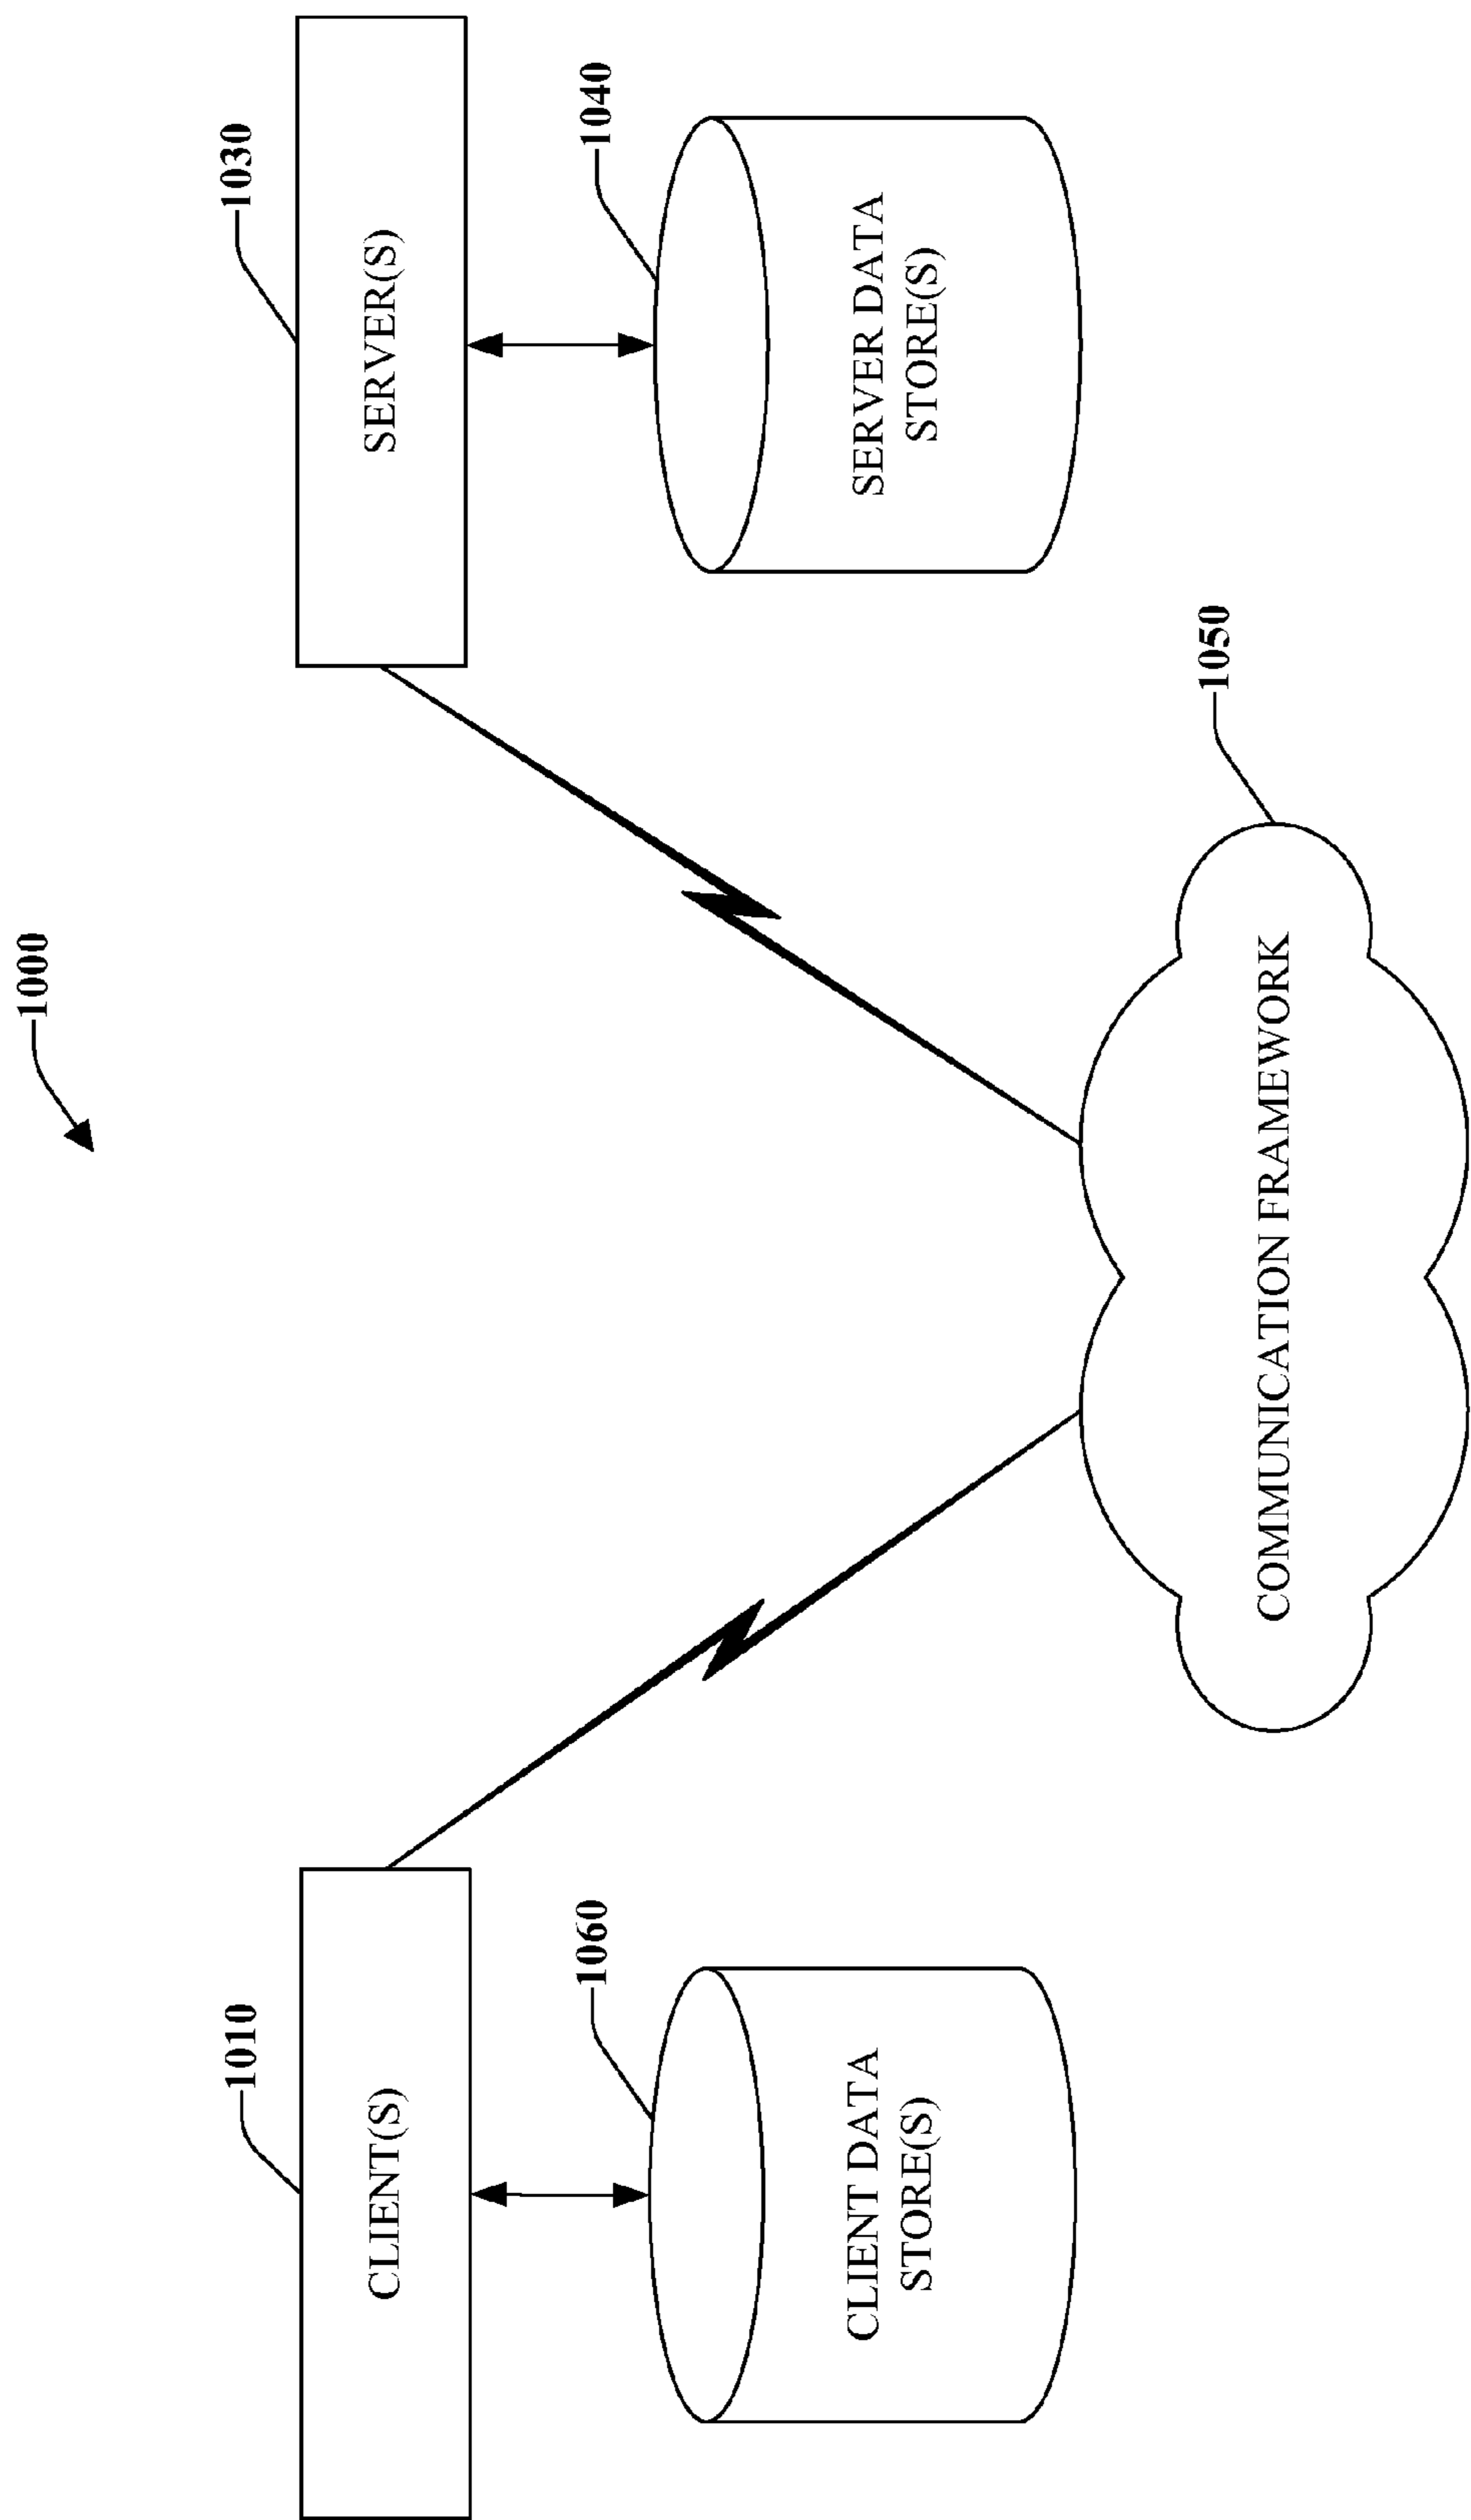 1000
1010
CLIENT(S)
1030
SERVER(S)
1060
CLIENT DATA
STORE(S)
1040
SERVER DATA
STORE(S)
1050
COMMUNICATION FRAMEWORK